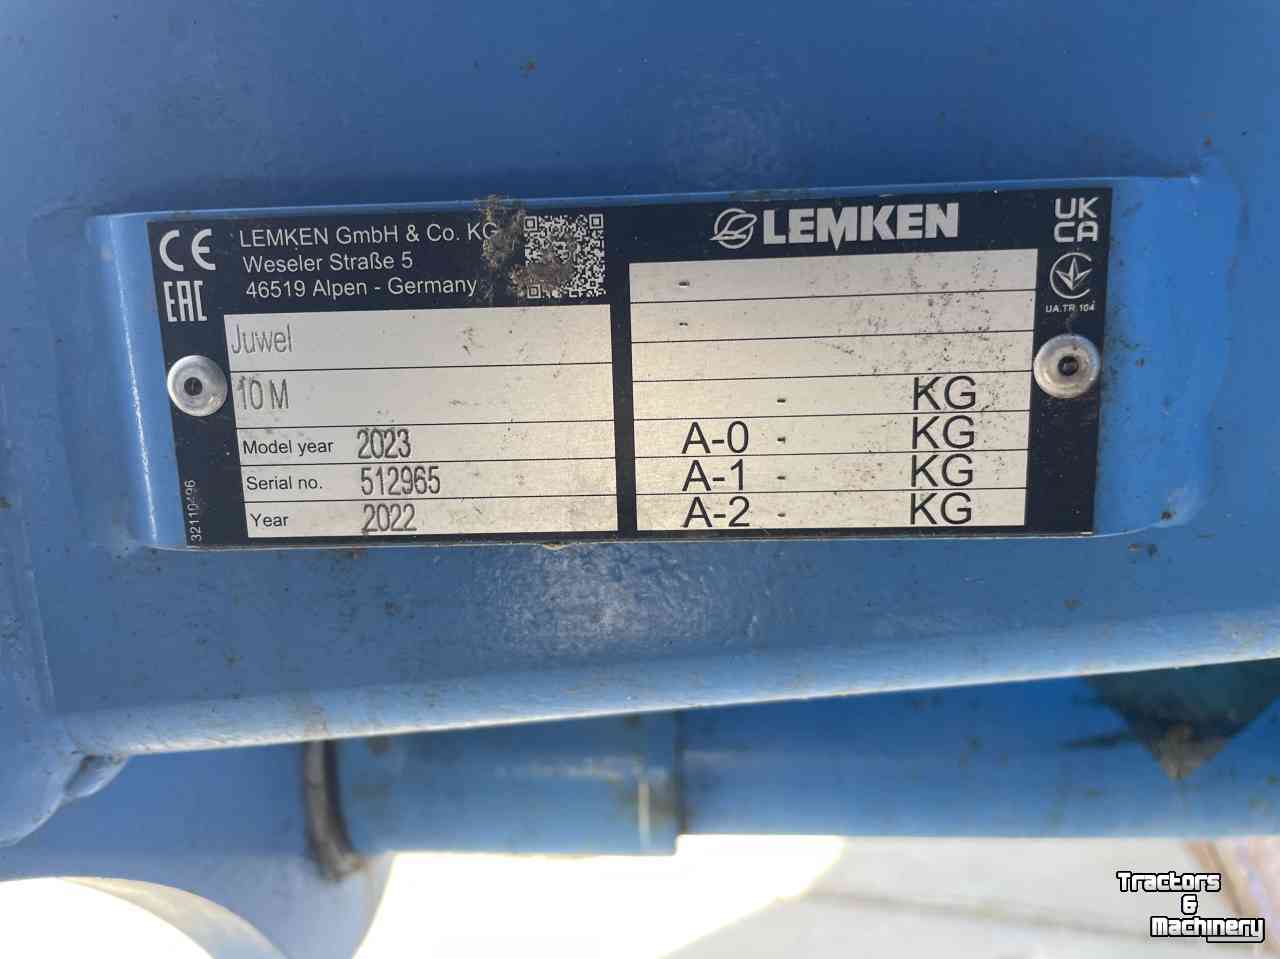 CE
LEMKEN GmbH & Co. KG
Weseler Straße 5
46519 Alpen - Germany
EAC
Juwel
10 M
Model year 2023
Serial no. 512965
Year 2022
32110496
LEMKEN
UK
CA
UA.TR.104
-
-
- KG
A-0 - KG
A-1 - KG
A-2 - KG
Tractors
&
Machinery